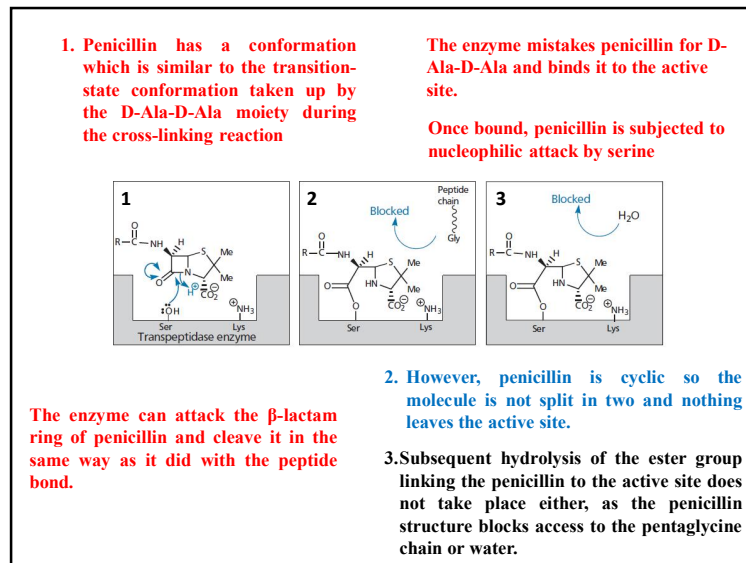 1. Penicillin has a conformation
which is similar to the transition-
state conformation taken up by
the D-Ala-D-Ala moiety during
the cross-linking reaction
The enzyme mistakes penicillin for D-
Ala-D-Ala and binds it to the active
site.
Once bound, penicillin is subjected to
nucleophilic attack by serine
1
O
R—C—NH
H
S
Me
Me
O
N
H
CO2
OH
NH3
Ser
Lys
Transpeptidase enzyme
2
Blocked
Peptide
chain
Gly
O
R—C—NH
H
S
Me
Me
O
HN
CO2
O
NH3
Ser
Lys
3
Blocked
H2O
O
R—C—NH
H
S
Me
Me
O
HN
CO2
O
NH3
Ser
Lys
The enzyme can attack the β-lactam
ring of penicillin and cleave it in the
same way as it did with the peptide
bond.
2. However, penicillin is cyclic so the
molecule is not split in two and nothing
leaves the active site.
3.Subsequent hydrolysis of the ester group
linking the penicillin to the active site does
not take place either, as the penicillin
structure blocks access to the pentaglycine
chain or water.